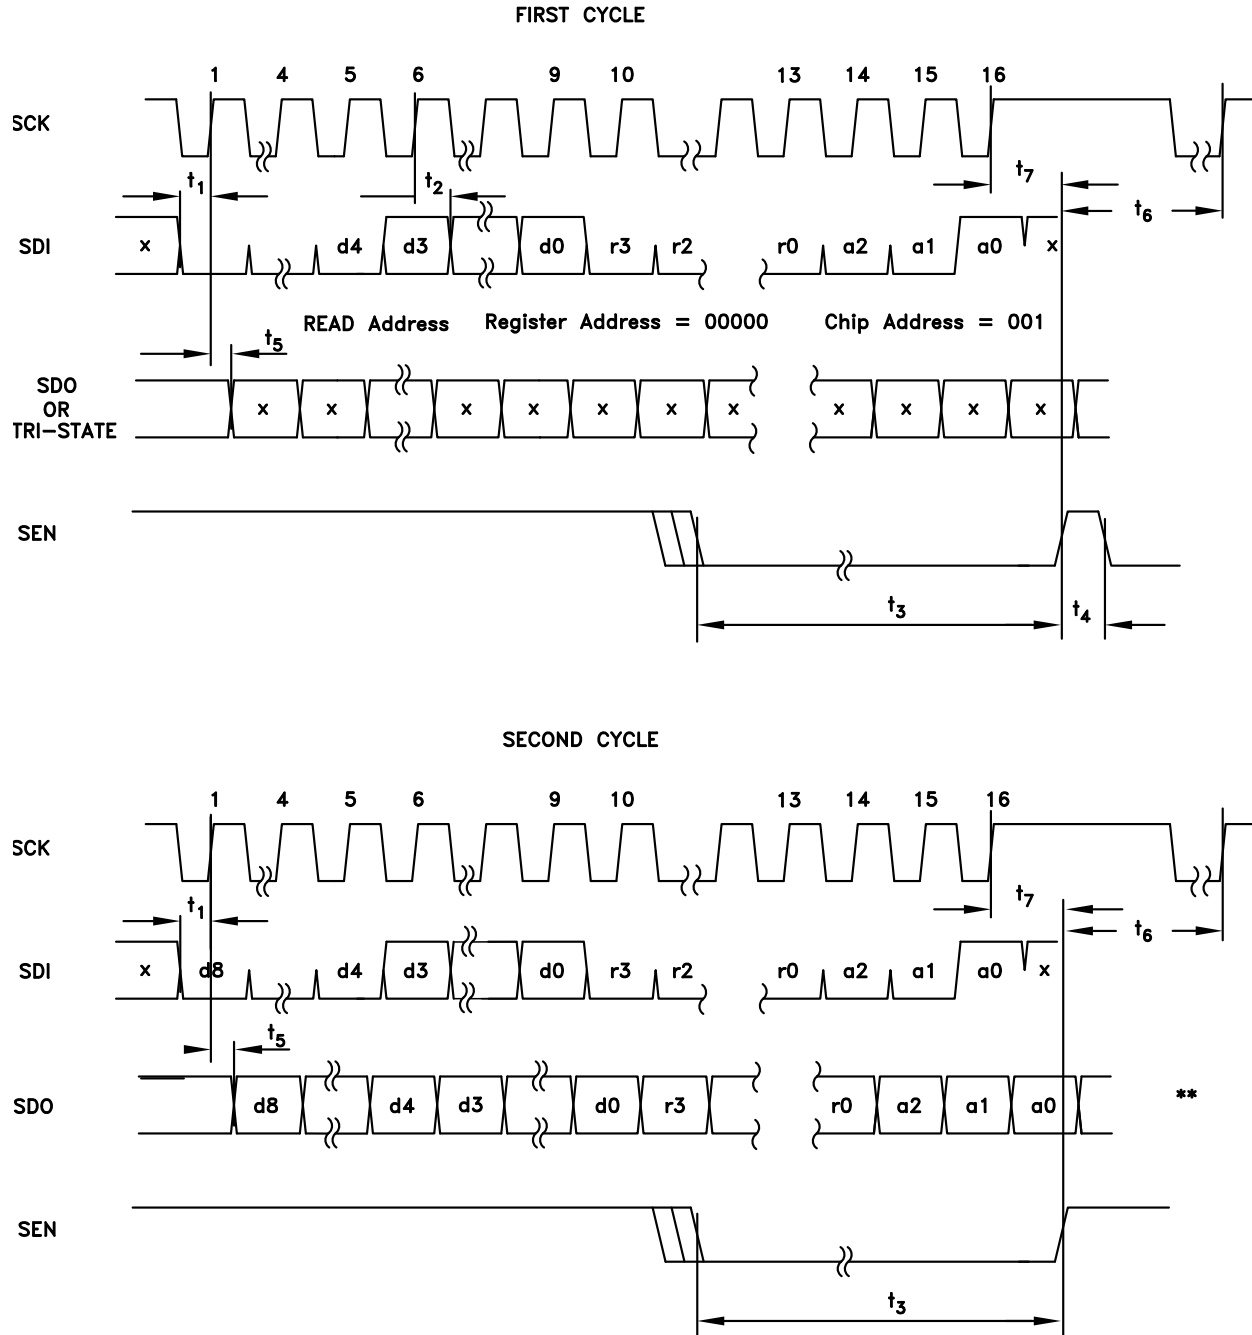 FIRST CYCLE
1 4 5 6 9 10 13 14 15 16
SCK
t1 t2 t7 t6
SDI x d4 d3 d0 r3 r2 r0 a2 a1 a0 x
READ Address Register Address = 00000 Chip Address = 001
t5
SDO
OR
TRI-STATE
x x x x x x x x x x x
SEN
t3 t4
SECOND CYCLE
1 4 5 6 9 10 13 14 15 16
SCK
t1 t7 t6
SDI x d8 d4 d3 d0 r3 r2 r0 a2 a1 a0 x
t5
SDO d8 d4 d3 d0 r3 r0 a2 a1 a0 **
SEN
t3